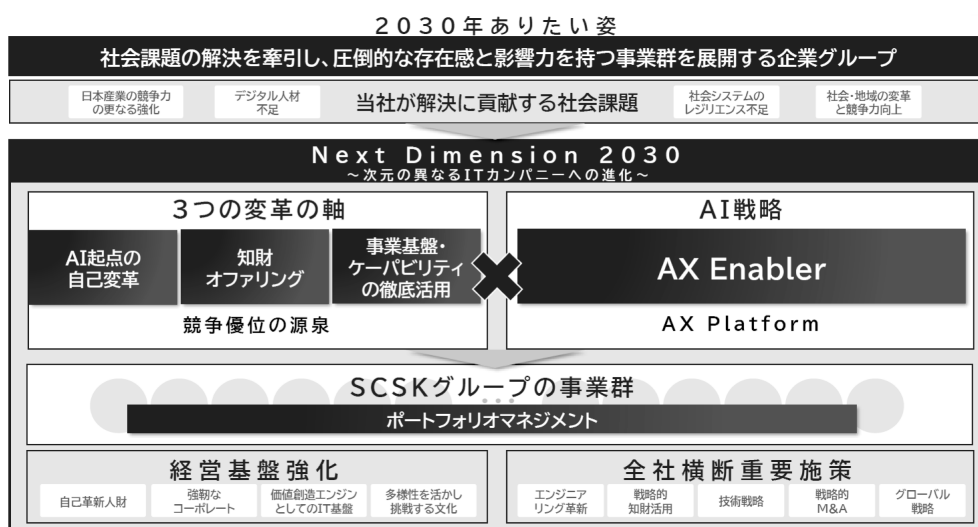 2030年ありたい姿
社会課題の解決を牽引し、圧倒的な存在感と影響力を持つ事業群を展開する企業グループ
日本産業の競争力
の更なる強化
デジタル人材
不足
当社が解決に貢献する社会課題
社会システムの
レジリエンス不足
社会・地域の変革
と競争力向上
Next Dimension 2030
～次元の異なるITカンパニーへの進化～
3つの変革の軸
AI起点の
自己変革
知財
オファリング
事業基盤・
ケーパビリティ
の徹底活用
競争優位の源泉
AI戦略
AX Enabler
AX Platform
SCSKグループの事業群
ポートフォリオマネジメント
経営基盤強化
自己革新人財
強靭な
コーポレート
価値創造エンジン
としてのIT基盤
多様性を活かし
挑戦する文化
全社横断重要施策
エンジニア
リング革新
戦略的
知財活用
技術戦略
戦略的
M&A
グローバル
戦略